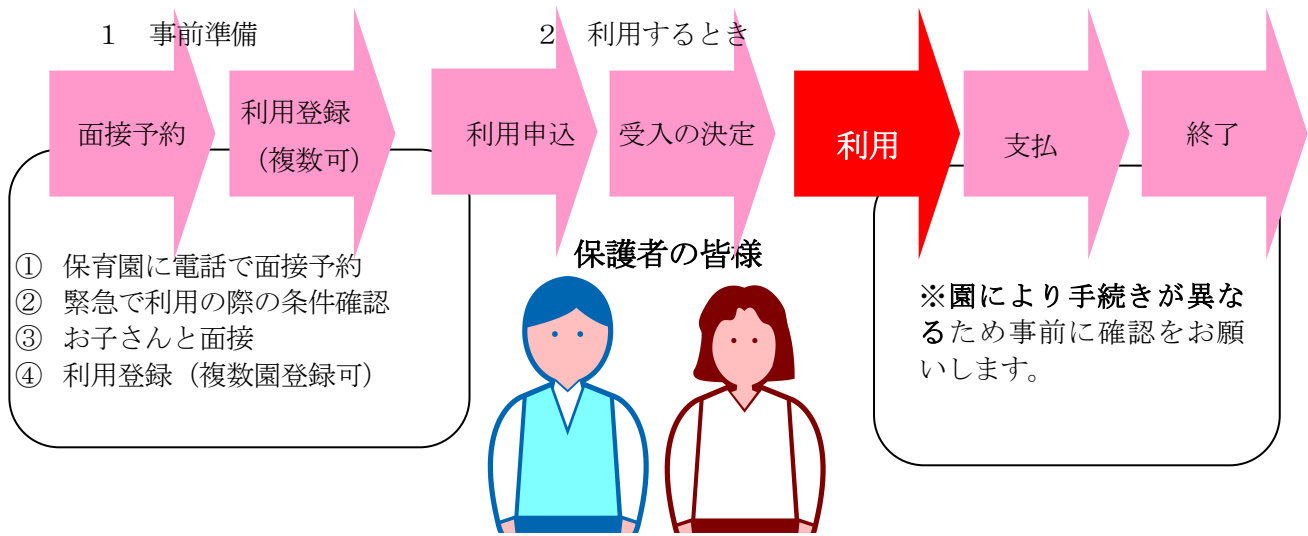 １　事前準備
２　利用するとき
面接予約
利用登録
（複数可）
利用申込
受入の決定
利用
支払
終了
①　保育園に電話で面接予約
②　緊急で利用の際の条件確認
③　お子さんと面接
④　利用登録（複数園登録可）
保護者の皆様
※園により手続きが異な
るため事前に確認をお願
いします。